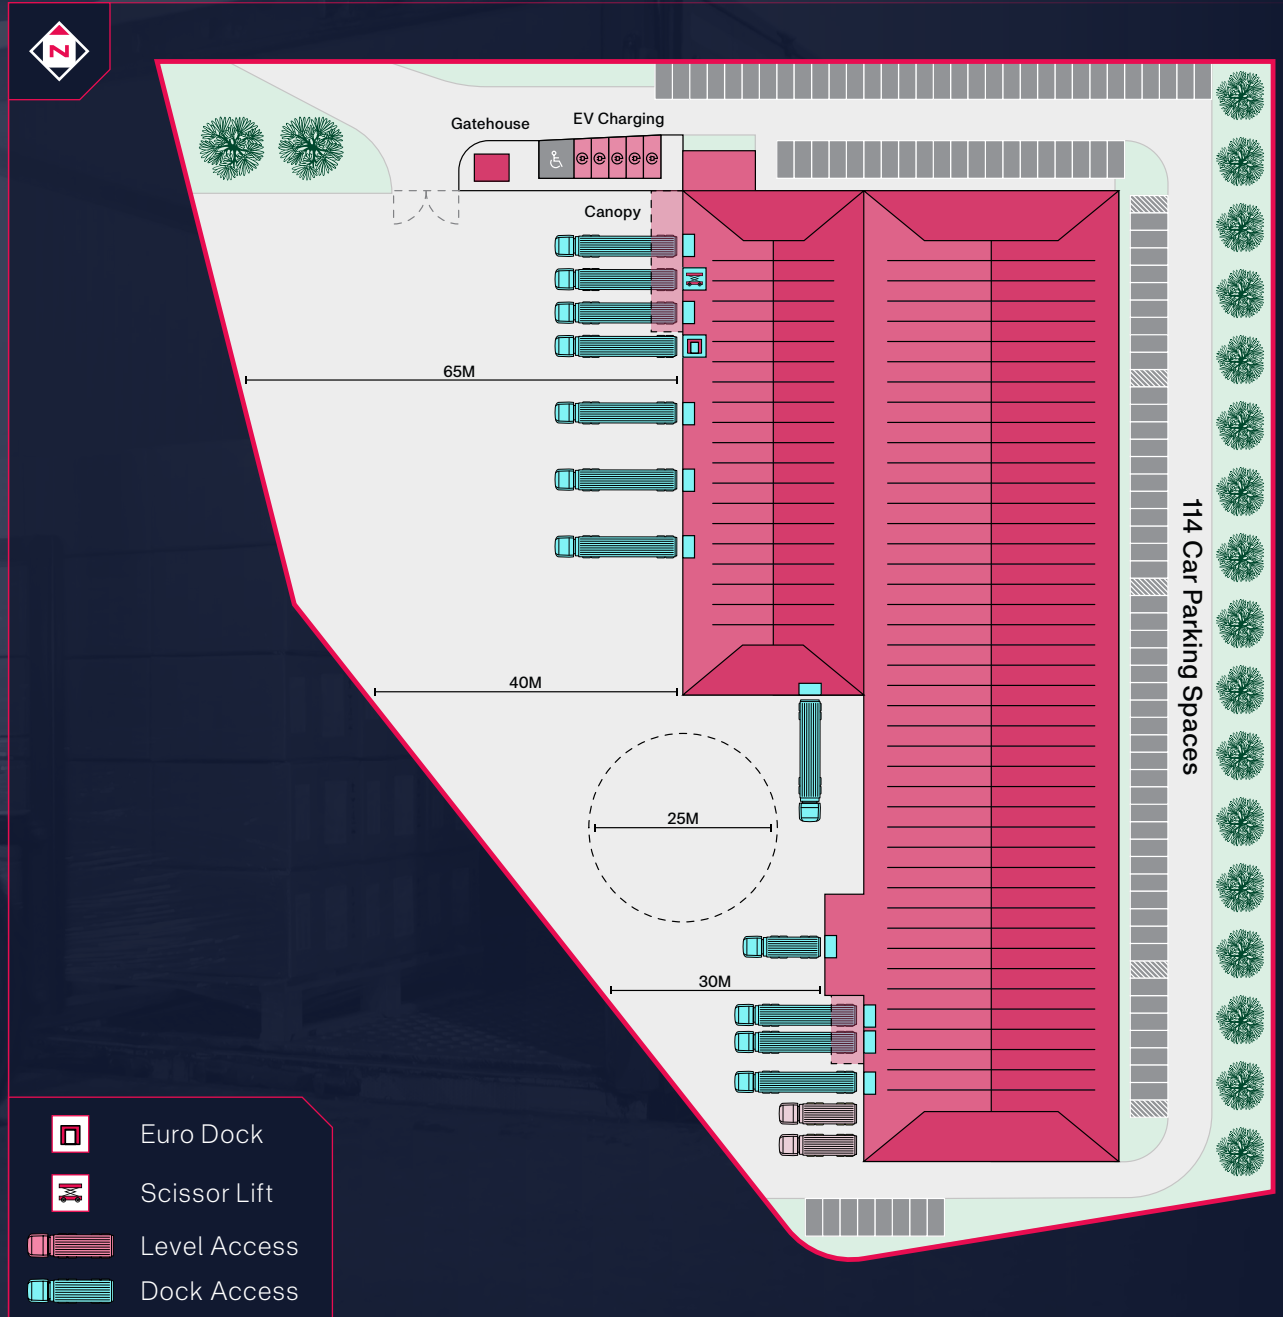 N
Gatehouse
EV Charging
Canopy
65M
40M
25M
30M
114 Car Parking Spaces
Euro Dock
Scissor Lift
Level Access
Dock Access